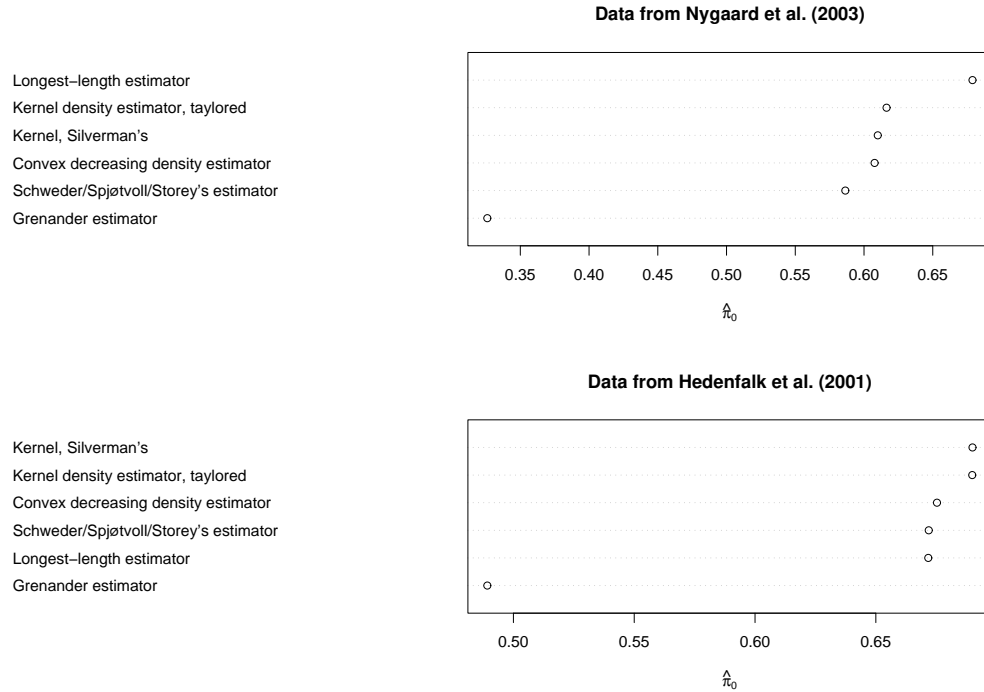 Data from Nygaard et al. (2003)
Longest−length estimator
Kernel density estimator, taylored
Kernel, Silverman's
Convex decreasing density estimator
Schweder/Spjøtvoll/Storey's estimator
Grenander estimator
0.35 0.40 0.45 0.50 0.55 0.60 0.65
π̂₀
Data from Hedenfalk et al. (2001)
Kernel, Silverman's
Kernel density estimator, taylored
Convex decreasing density estimator
Schweder/Spjøtvoll/Storey's estimator
Longest−length estimator
Grenander estimator
0.50 0.55 0.60 0.65
π̂₀